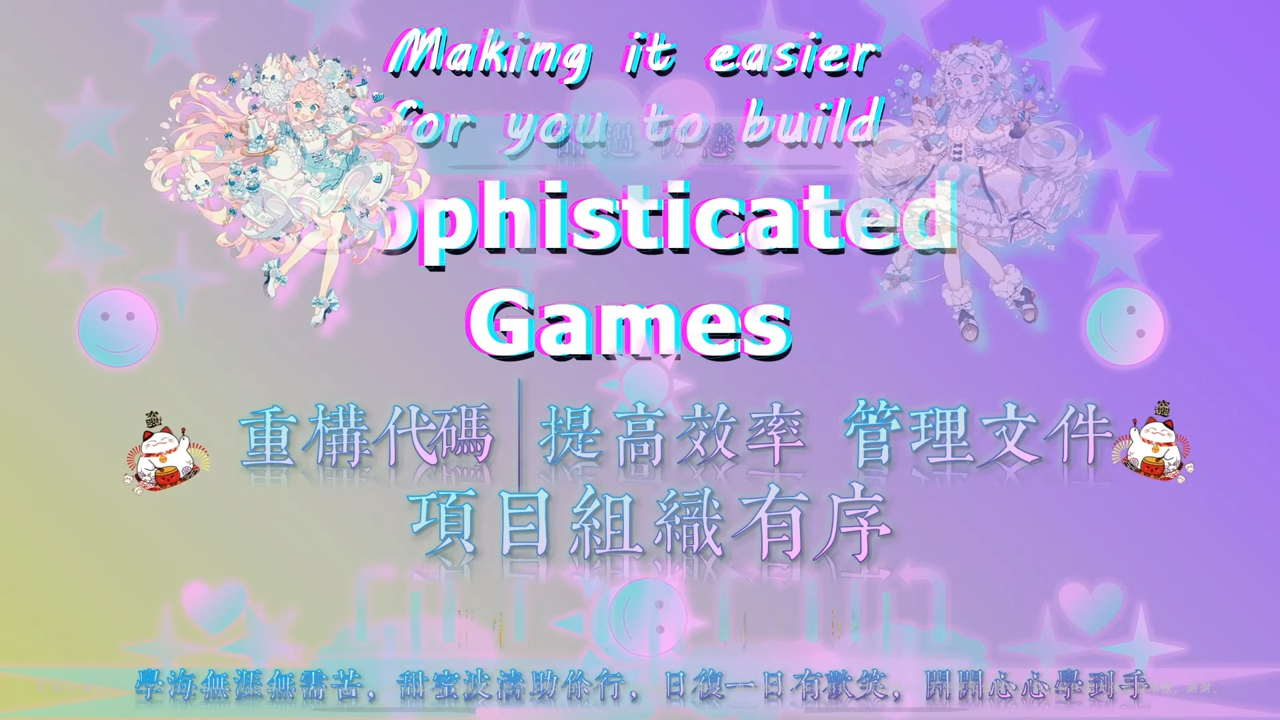 Making it easier
for you to build
Sophisticated
Games
重構代碼 提高效率 管理文件
項目組織有序
學海無涯無需苦，甜蜜波濤助你行，日復一日有歡笑，開開心心學到手